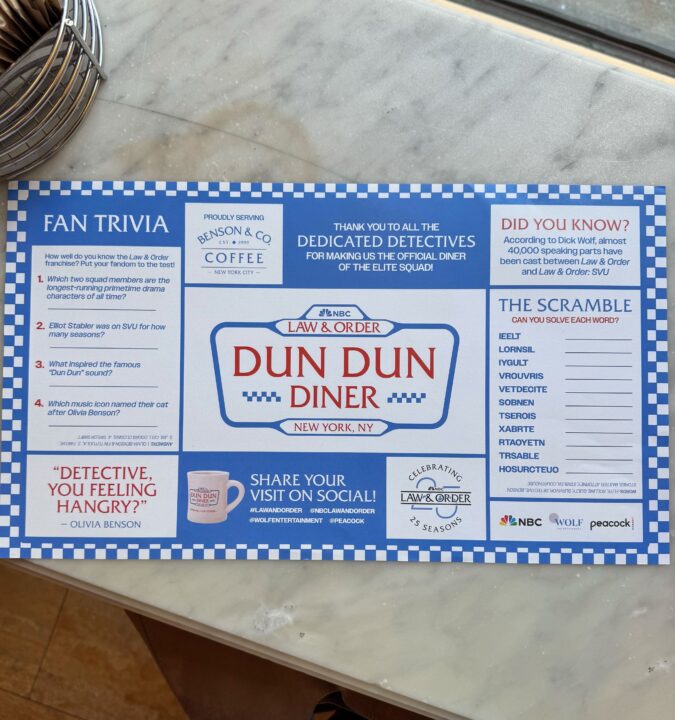 FAN TRIVIA
How well do you know the Law & Order
franchise? Put your fandom to the test!
1. Which two squad members are the
longest-running primetime drama
characters of all time?
2. Elliot Stabler was on SVU for how
many seasons?
3. What inspired the famous
"Dun Dun" sound?
4. Which music icon named their cat
after Olivia Benson?
PROUDLY SERVING
BENSON & CO.
EST 1999
COFFEE
NEW YORK CITY
THANK YOU TO ALL THE
DEDICATED DETECTIVES
FOR MAKING US THE OFFICIAL DINER
OF THE ELITE SQUAD!
DID YOU KNOW?
According to Dick Wolf, almost
40,000 speaking parts have
been cast between Law & Order
and Law & Order: SVU
NBC
LAW & ORDER
DUN DUN
DINER
NEW YORK, NY
THE SCRAMBLE
CAN YOU SOLVE EACH WORD?
IEELT
LORNSIL
IYGULT
VROUVRIS
VETDECITE
SOBNEN
TSEROIS
XABRTE
RTAOYETN
TRSABLE
HOSURCTEUO
"DETECTIVE,
YOU FEELING
HANGRY?"
– OLIVIA BENSON
DUN DUN
DINER
SHARE YOUR
VISIT ON SOCIAL!
#LAWANDORDER @NBCLAWANDORDER
@WOLFENTERTAINMENT @PEACOCK
CELEBRATING
LAW & ORDER
25 SEASONS
NBC
WOLF
peacock